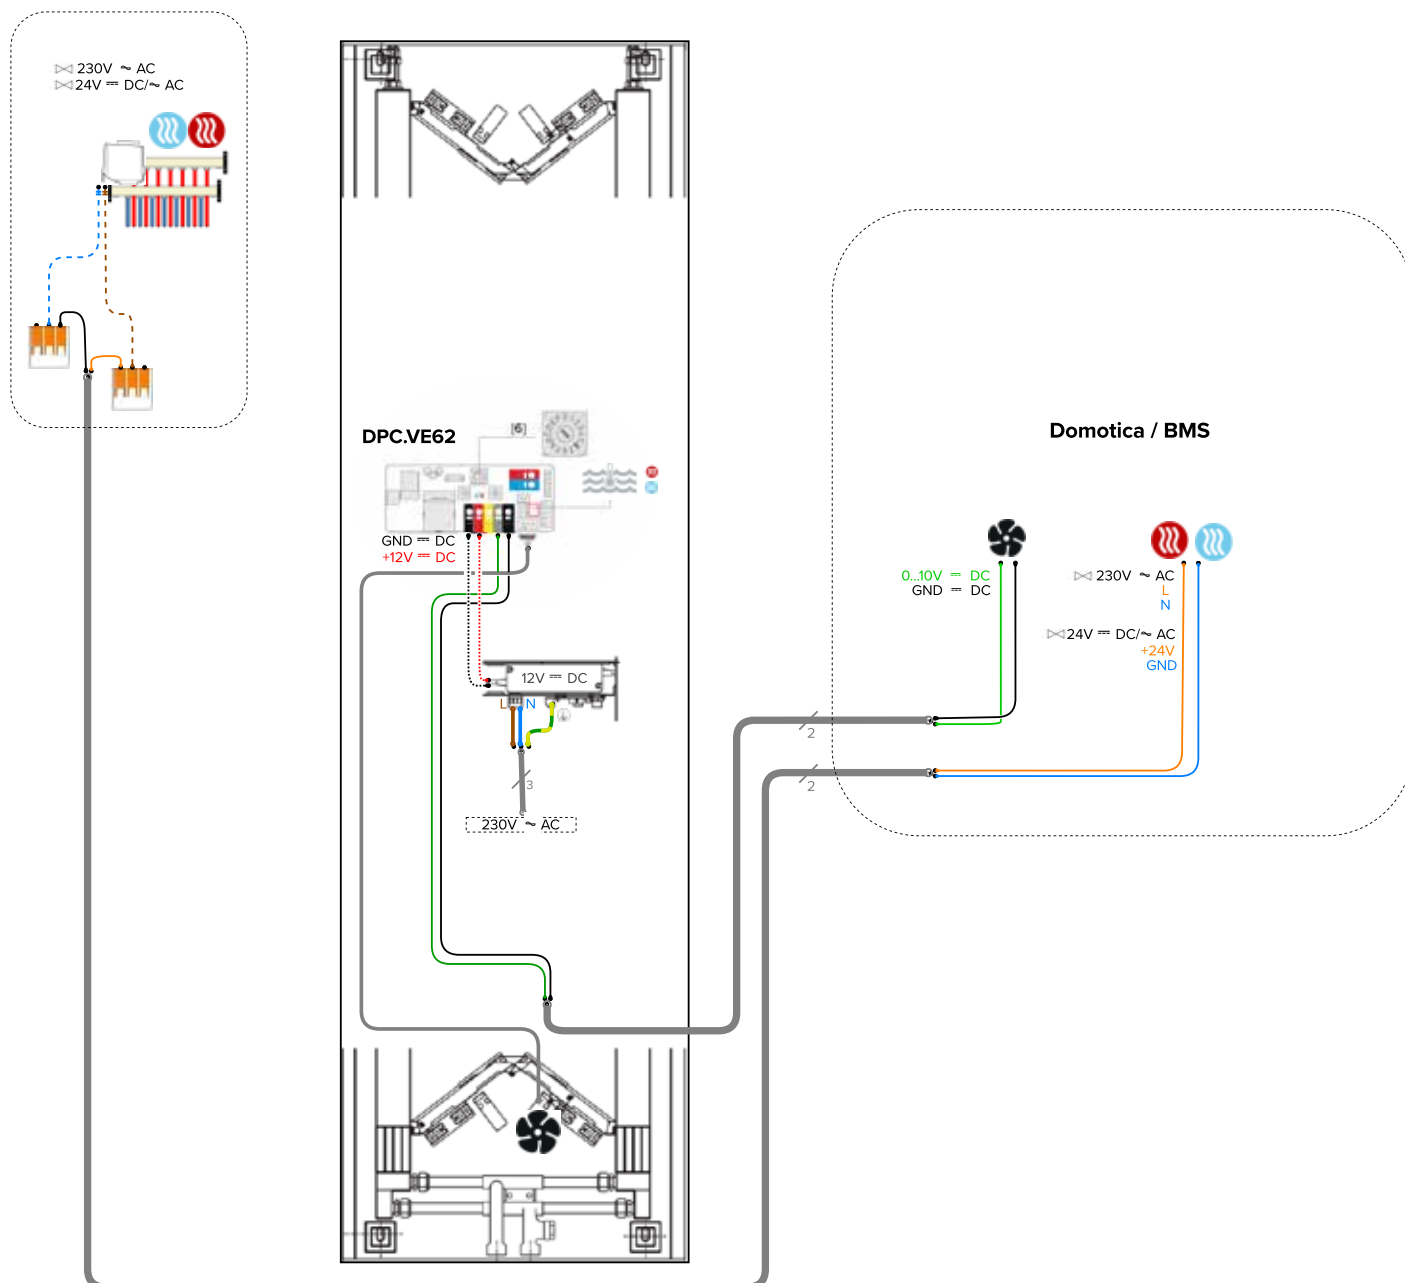 230V ~ AC
24V ⎓ DC/~ AC
DPC.VE62
[6]
GND ⎓ DC
+12V ⎓ DC
12V ⎓ DC
L
N
3
230V ~ AC
Domotica / BMS
0...10V ⎓ DC
GND ⎓ DC
230V ~ AC
L
N
24V ⎓ DC/~ AC
+24V
GND
2
2